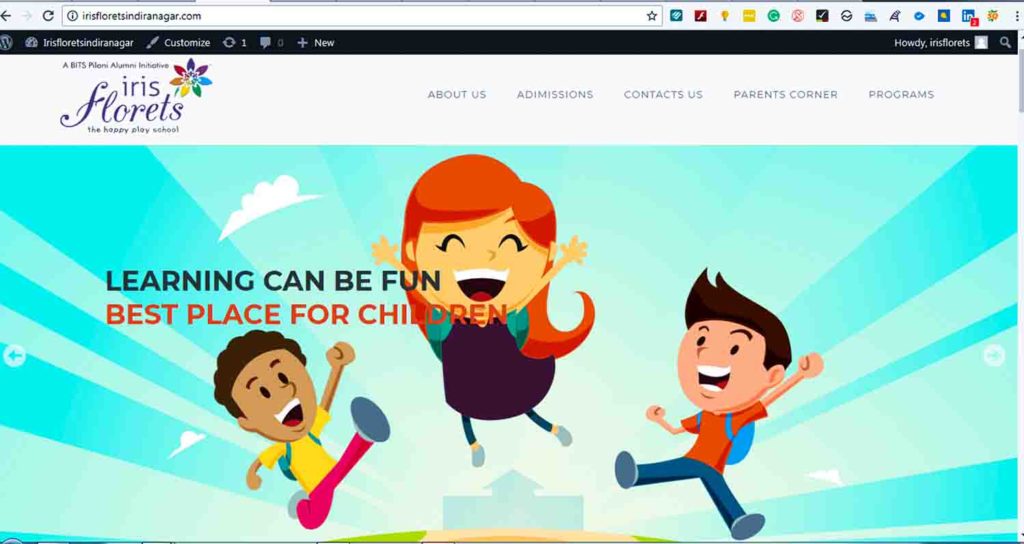 irisfloretsindiranagar.com
Irisfloretsindiranagar Customize 1 0 New Howdy, irisflorets
A BITS Pilani Alumni Initiative
iris
florets
the happy play school
ABOUT US ADIMISSIONS CONTACTS US PARENTS CORNER PROGRAMS
LEARNING CAN BE FUN
BEST PLACE FOR CHILDREN